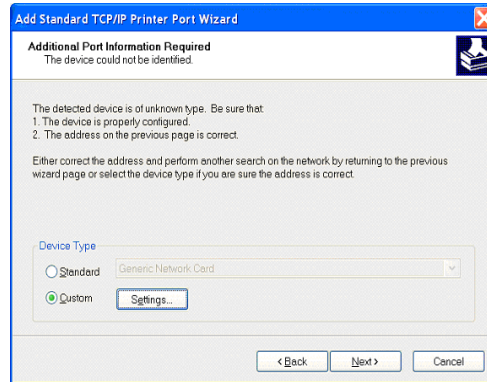 Add Standard TCP/IP Printer Port Wizard
Additional Port Information Required
The device could not be identified.
The detected device is of unknown type. Be sure that:
1. The device is properly configured.
2. The address on the previous page is correct.
Either correct the address and perform another search on the network by returning to the previous
wizard page or select the device type if you are sure the address is correct.
Device Type
Standard
Generic Network Card
Custom
Settings...
< Back
Next >
Cancel